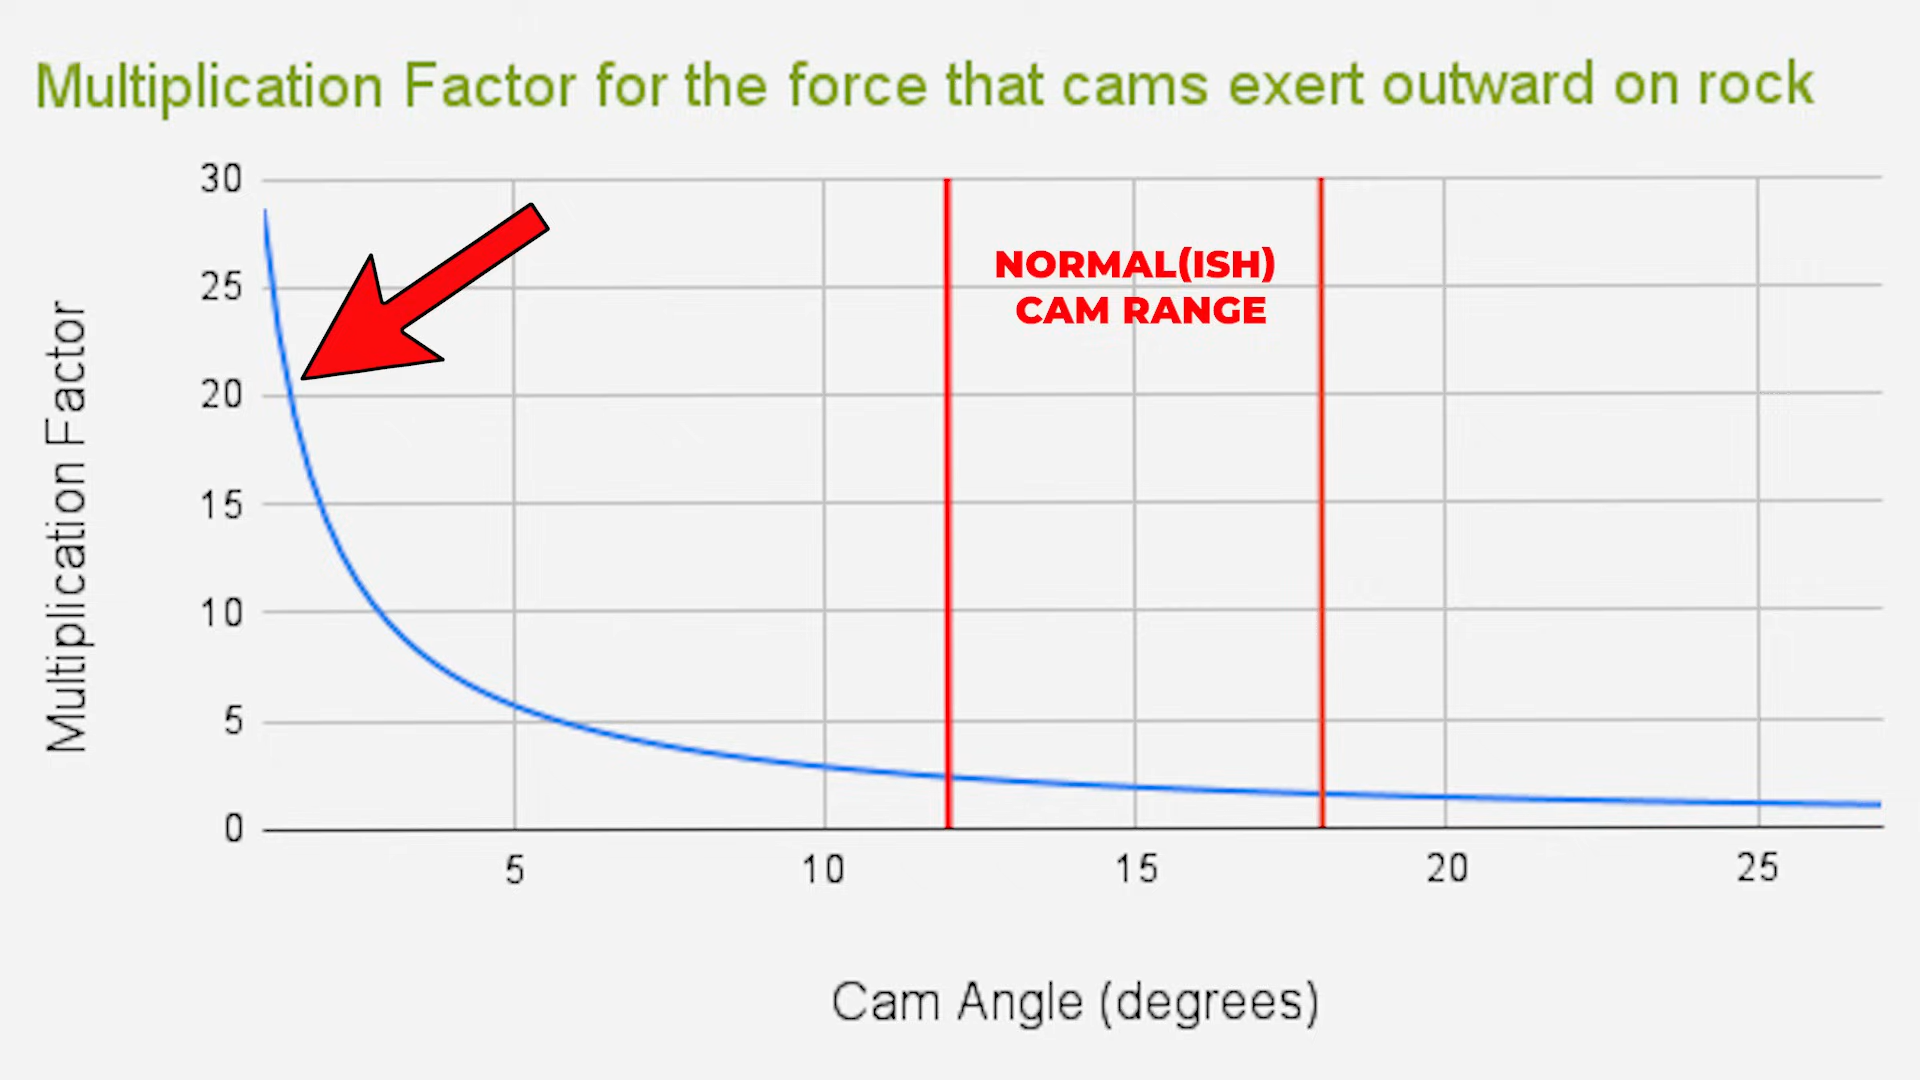 Multiplication Factor for the force that cams exert outward on rock
30
25
20
15
10
5
0
Multiplication Factor
NORMAL(ISH)
CAM RANGE
5
10
15
20
25
Cam Angle (degrees)